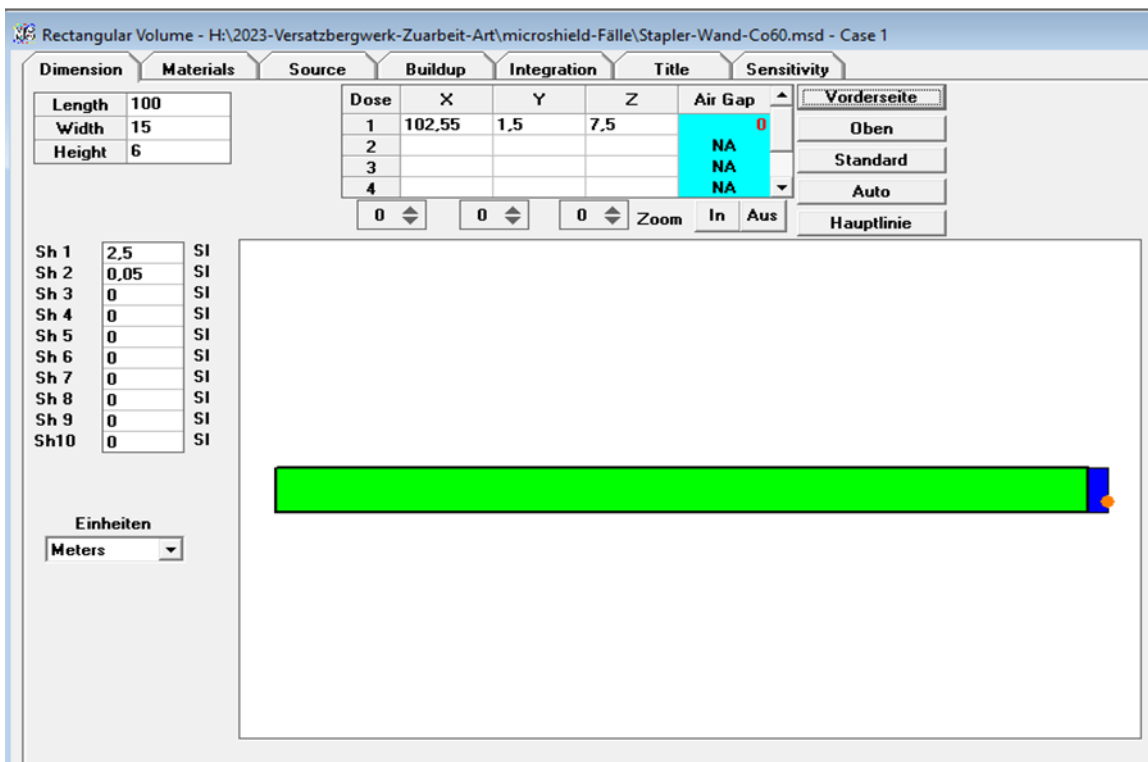 Rectangular Volume - H:\2023-Versatzbergwerk-Zuarbeit-Art\microshield-Fälle\Stapler-Wand-Co60.msd - Case 1
Dimension Materials Source Buildup Integration Title Sensitivity
Length 100
Width 15
Height 6
Dose X Y Z Air Gap
1 102,55 1,5 7,5 0
2 NA
3 NA
4 NA
0 0 0 Zoom In Aus
Vorderseite
Oben
Standard
Auto
Hauptlinie
Sh 1 2,5 SI
Sh 2 0,05 SI
Sh 3 0 SI
Sh 4 0 SI
Sh 5 0 SI
Sh 6 0 SI
Sh 7 0 SI
Sh 8 0 SI
Sh 9 0 SI
Sh10 0 SI
Einheiten
Meters